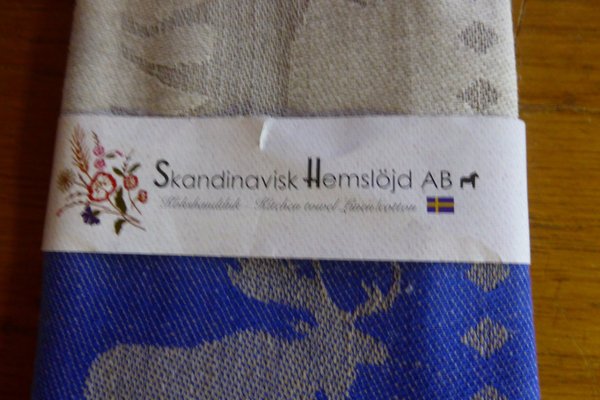 Skandinavisk Hemslöjd AB
Kökshandduk - Kitchen towel Linen/cotton